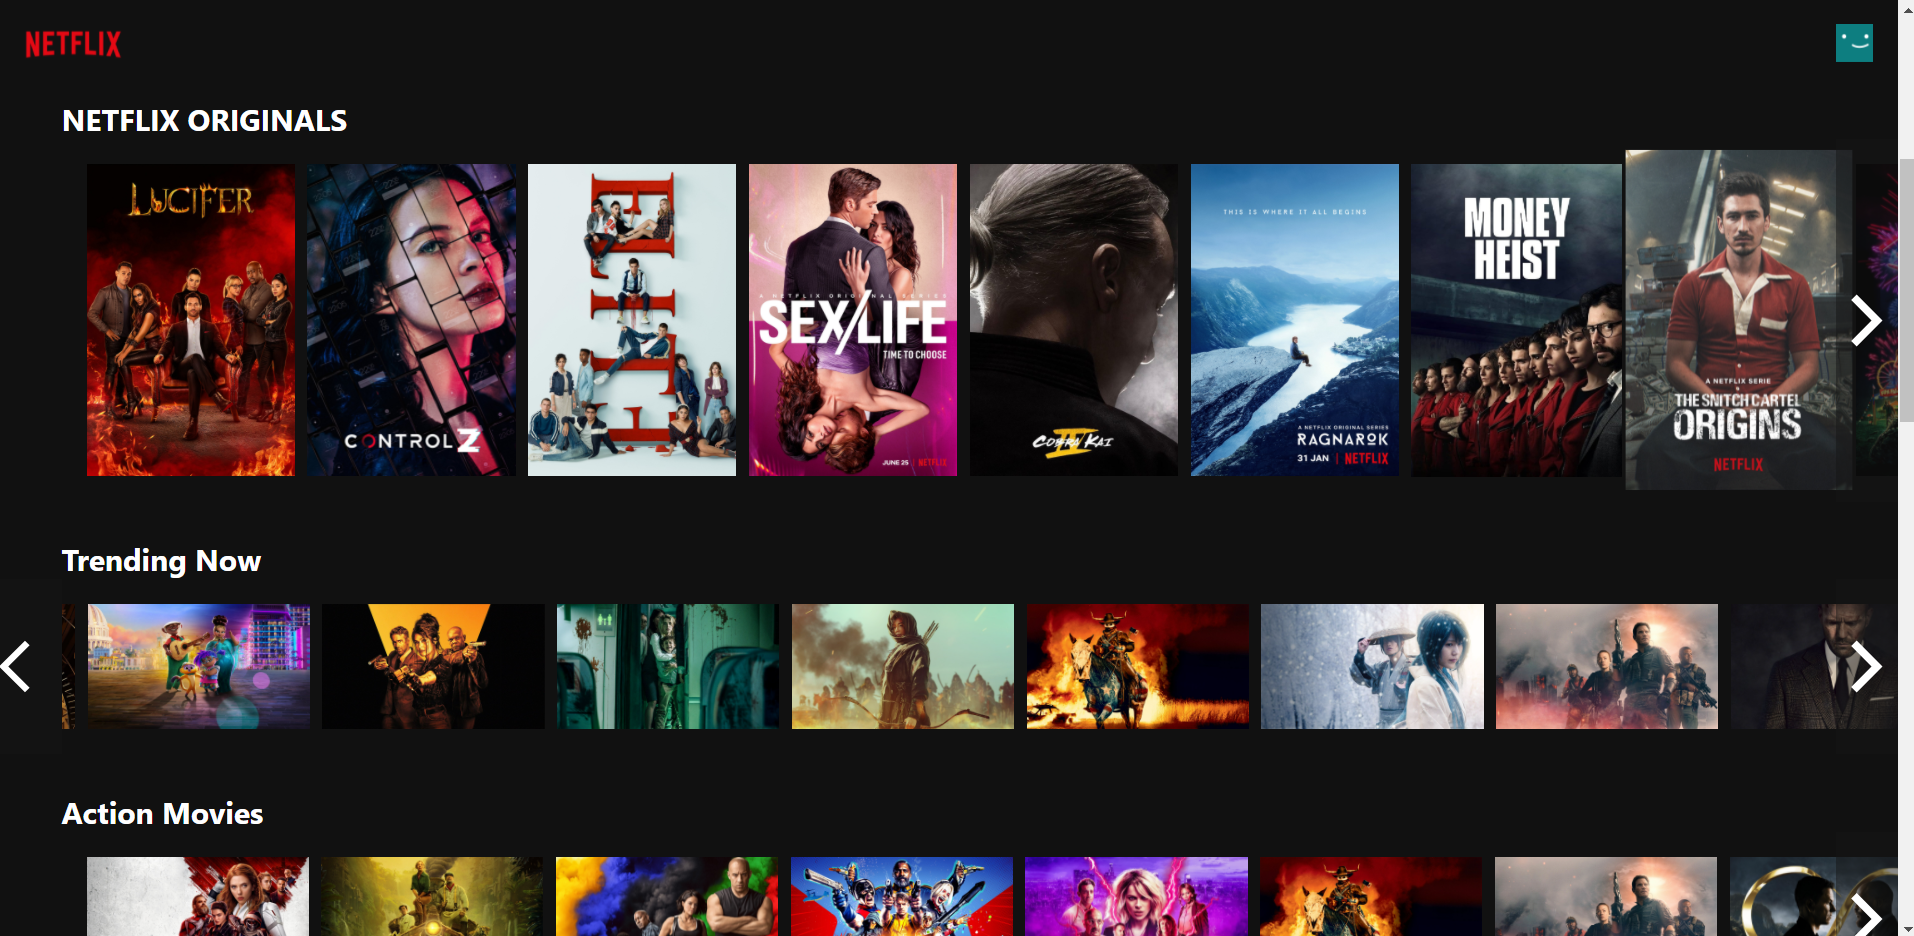 NETFLIX
NETFLIX ORIGINALS
LUCIFER
CONTROL Z
ELITE
A NETFLIX ORIGINAL SERIES
SEX/LIFE
TIME TO CHOOSE
JUNE 25 | NETFLIX
COBRA KAI
THIS IS WHERE IT ALL BEGINS
A NETFLIX ORIGINAL SERIES
RAGNAROK
31 JAN | NETFLIX
MONEY
HEIST
A NETFLIX SERIE
THE SNITCH CARTEL
ORIGINS
NETFLIX
Trending Now
Action Movies